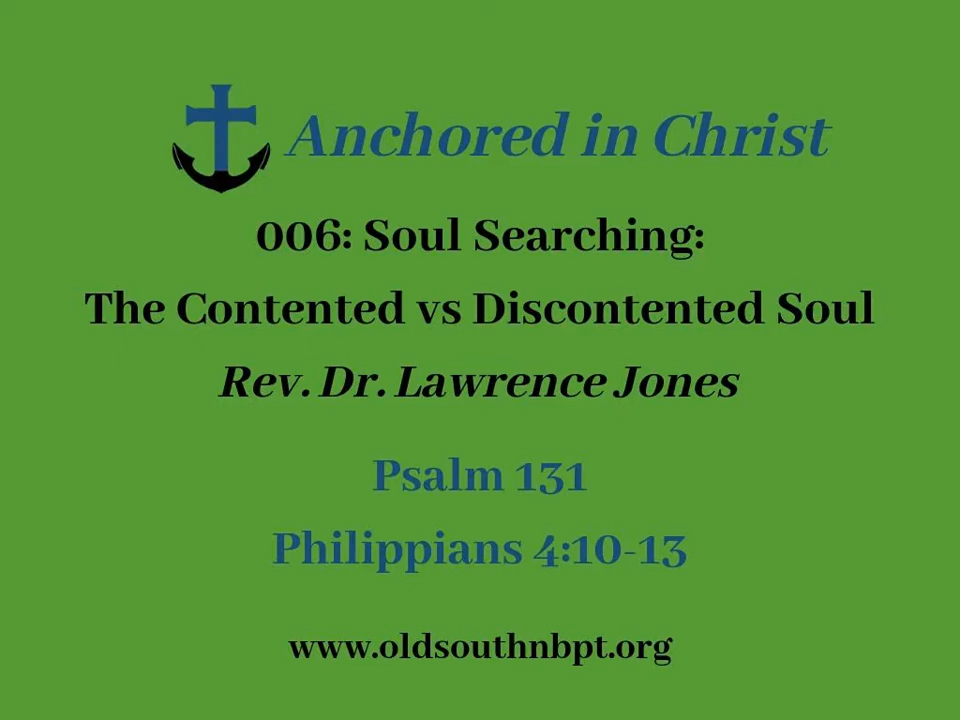 Anchored in Christ
006: Soul Searching:
The Contented vs Discontented Soul
Rev. Dr. Lawrence Jones
Psalm 131
Philippians 4:10-13
www.oldsouthnbpt.org